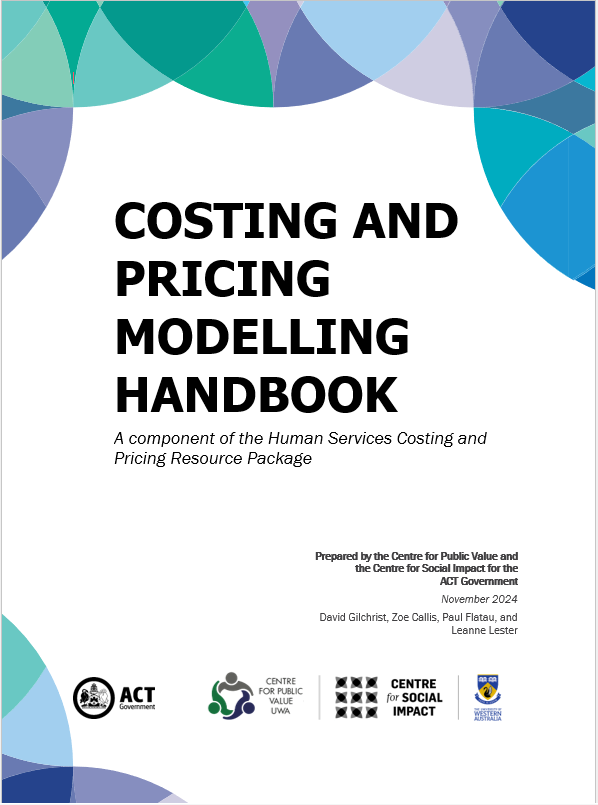 COSTING AND
PRICING
MODELLING
HANDBOOK
A component of the Human Services Costing and
Pricing Resource Package
Prepared by the Centre for Public Value and
the Centre for Social Impact for the
ACT Government
November 2024
David Gilchrist, Zoe Callis, Paul Flatau, and
Leanne Lester
ACT
Government
CENTRE
FOR PUBLIC
VALUE
UWA
CENTRE
for SOCIAL
IMPACT
THE UNIVERSITY OF
WESTERN
AUSTRALIA